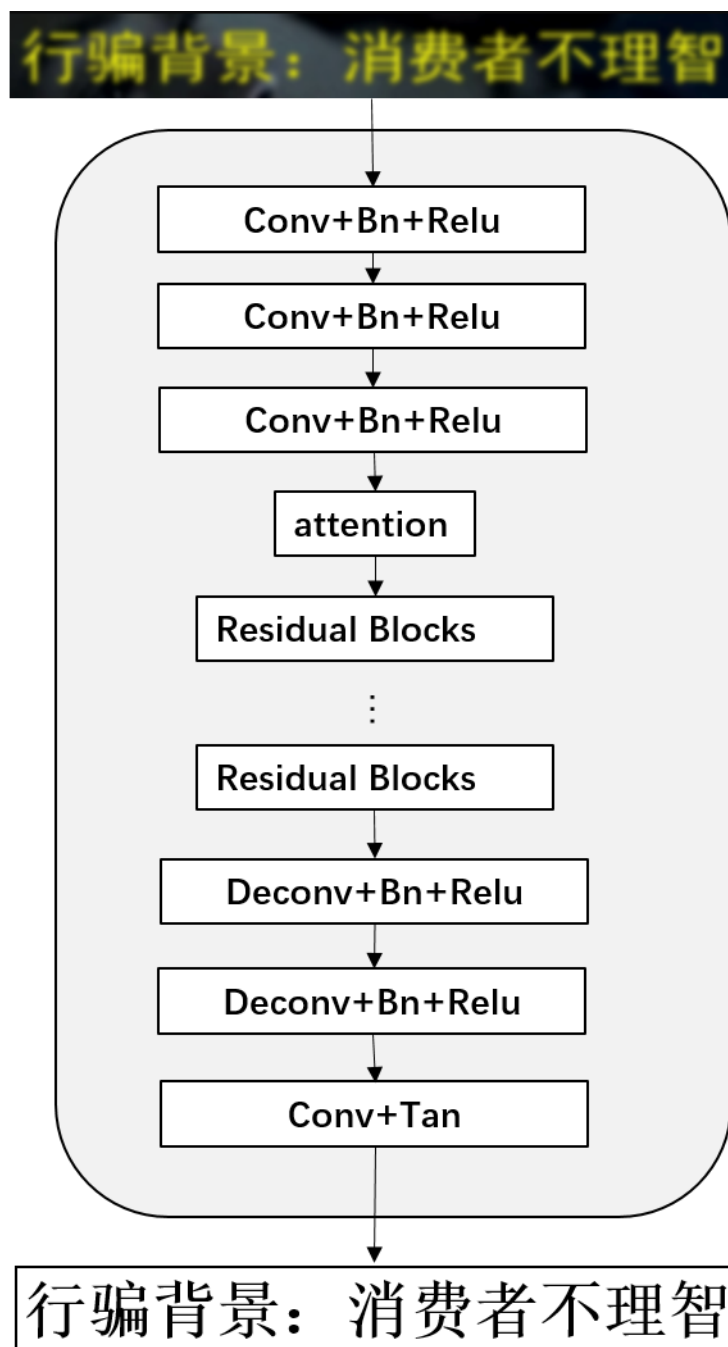 行骗背景：消费者不理智
Conv+Bn+Relu
Conv+Bn+Relu
Conv+Bn+Relu
attention
Residual Blocks
⋮
Residual Blocks
Deconv+Bn+Relu
Deconv+Bn+Relu
Conv+Tan
行骗背景：消费者不理智